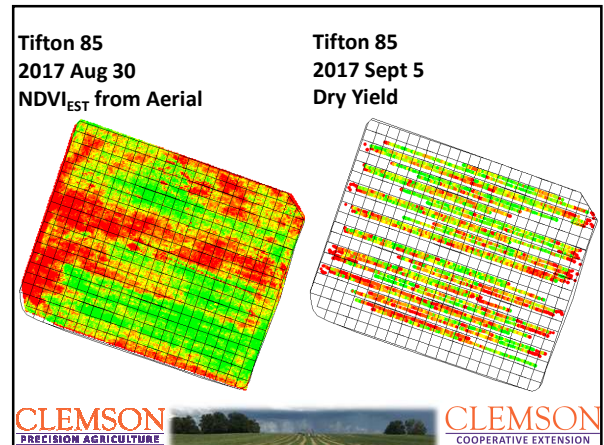 Tifton 85
2017 Aug 30
NDVIEST from Aerial
Tifton 85
2017 Sept 5
Dry Yield
CLEMSON
PRECISION AGRICULTURE
CLEMSON
COOPERATIVE EXTENSION